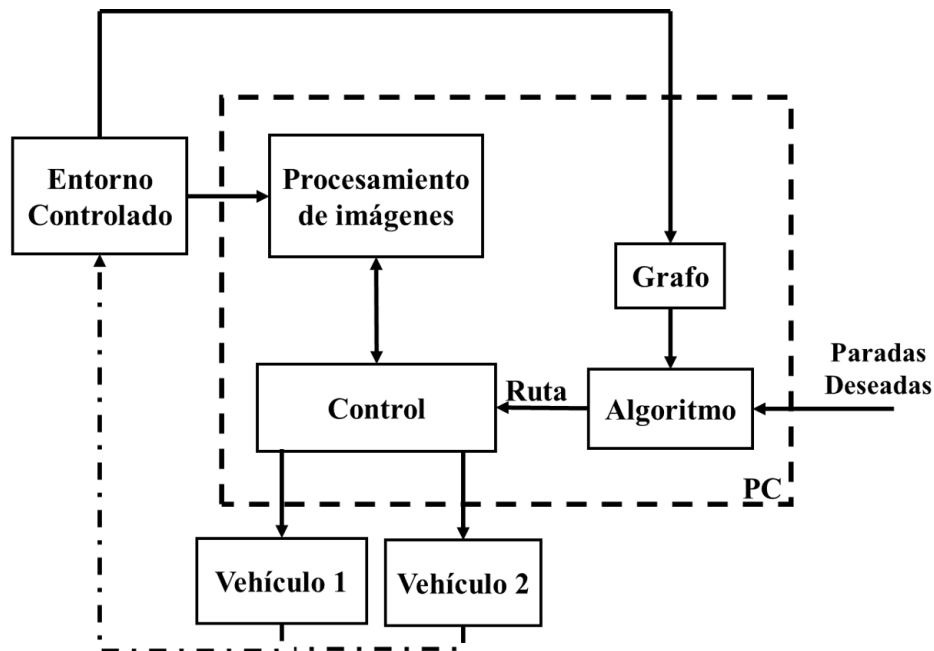 Entorno
Controlado
Procesamiento
de imágenes
Grafo
Paradas
Deseadas
Control
Ruta
Algoritmo
PC
Vehículo 1
Vehículo 2